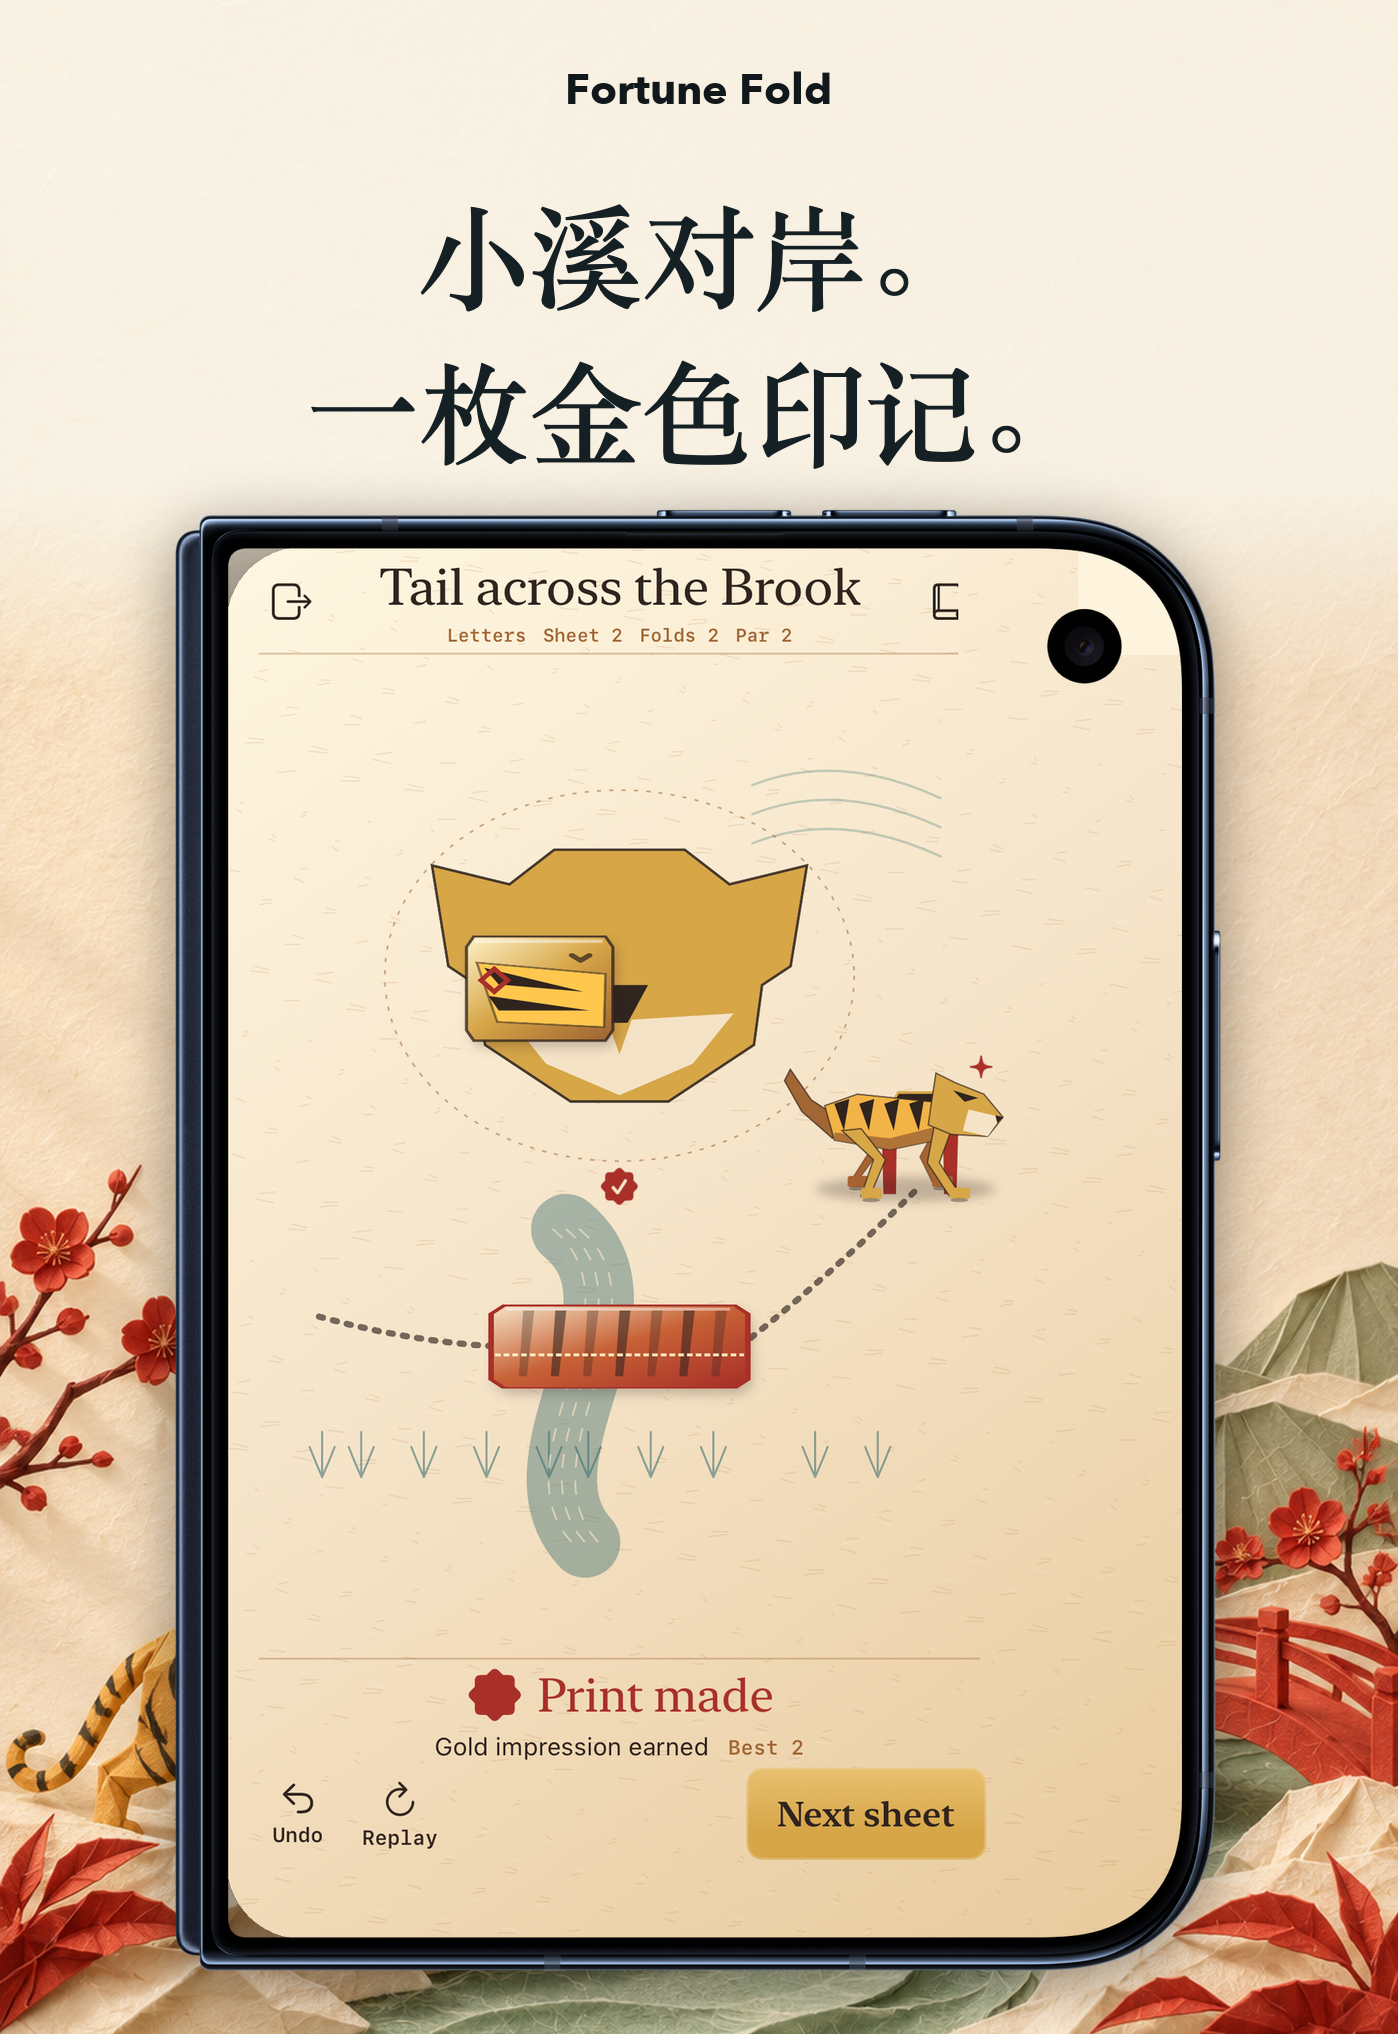 Fortune Fold
小溪对岸。
一枚金色印记。
Tail across the Brook
Letters Sheet 2 Folds 2 Par 2
Print made
Gold impression earned Best 2
Undo
Replay
Next sheet